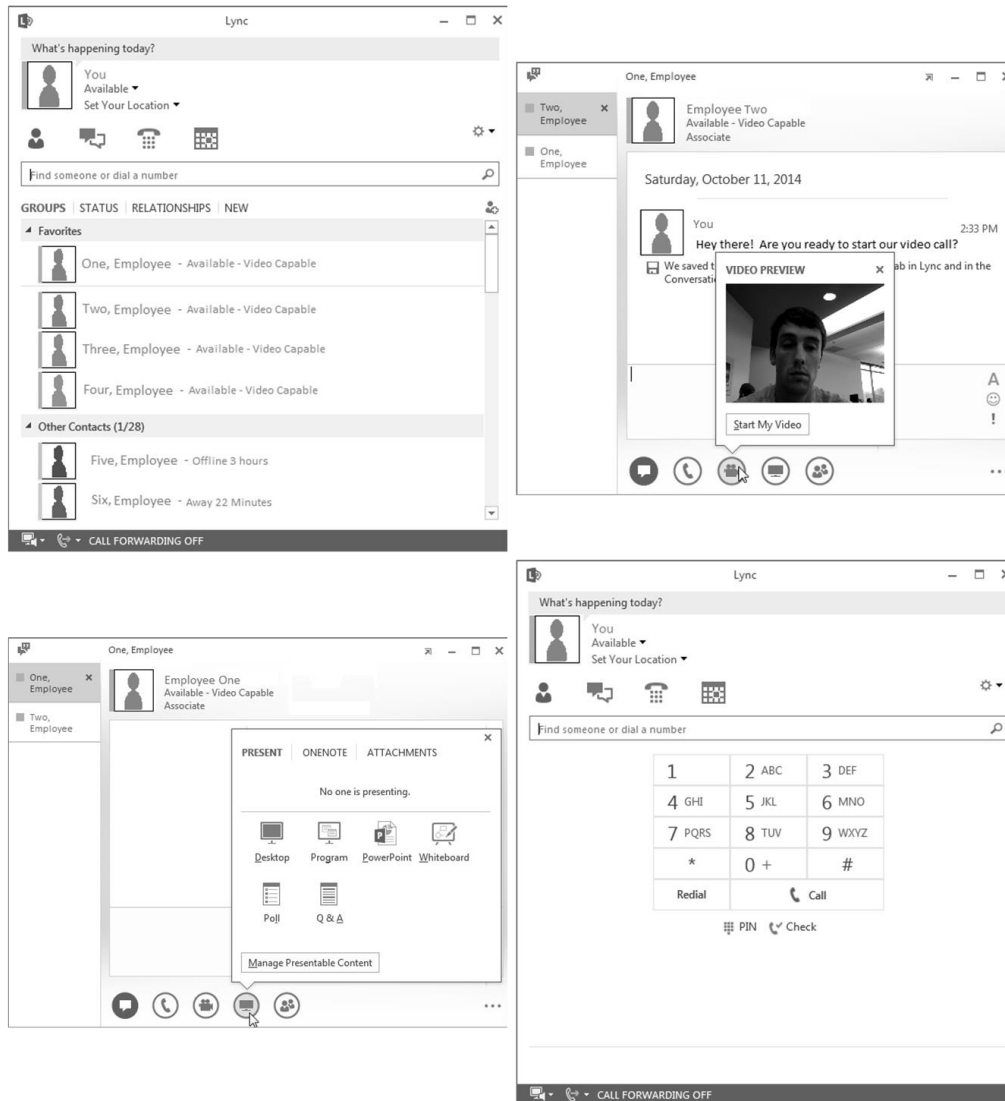 Lync
What's happening today?
You
Available
Set Your Location
Find someone or dial a number
GROUPS STATUS RELATIONSHIPS NEW
Favorites
One, Employee - Available - Video Capable
Two, Employee - Available - Video Capable
Three, Employee - Available - Video Capable
Four, Employee - Available - Video Capable
Other Contacts (1/28)
Five, Employee - Offline 3 hours
Six, Employee - Away 22 Minutes
CALL FORWARDING OFF
One, Employee
Two,
Employee
One,
Employee
Employee Two
Available - Video Capable
Associate
Saturday, October 11, 2014
You
2:33 PM
Hey there! Are you ready to start our video call?
We saved t ab in Lync and in the
Conversati
VIDEO PREVIEW
Start My Video
A
!
One, Employee
One,
Employee
Two,
Employee
Employee One
Available - Video Capable
Associate
PRESENT ONENOTE ATTACHMENTS
No one is presenting.
Desktop Program PowerPoint Whiteboard
Poll Q & A
Manage Presentable Content
Lync
What's happening today?
You
Available
Set Your Location
Find someone or dial a number
1 2 ABC 3 DEF
4 GHI 5 JKL 6 MNO
7 PQRS 8 TUV 9 WXYZ
* 0 + #
Redial Call
PIN Check
CALL FORWARDING OFF